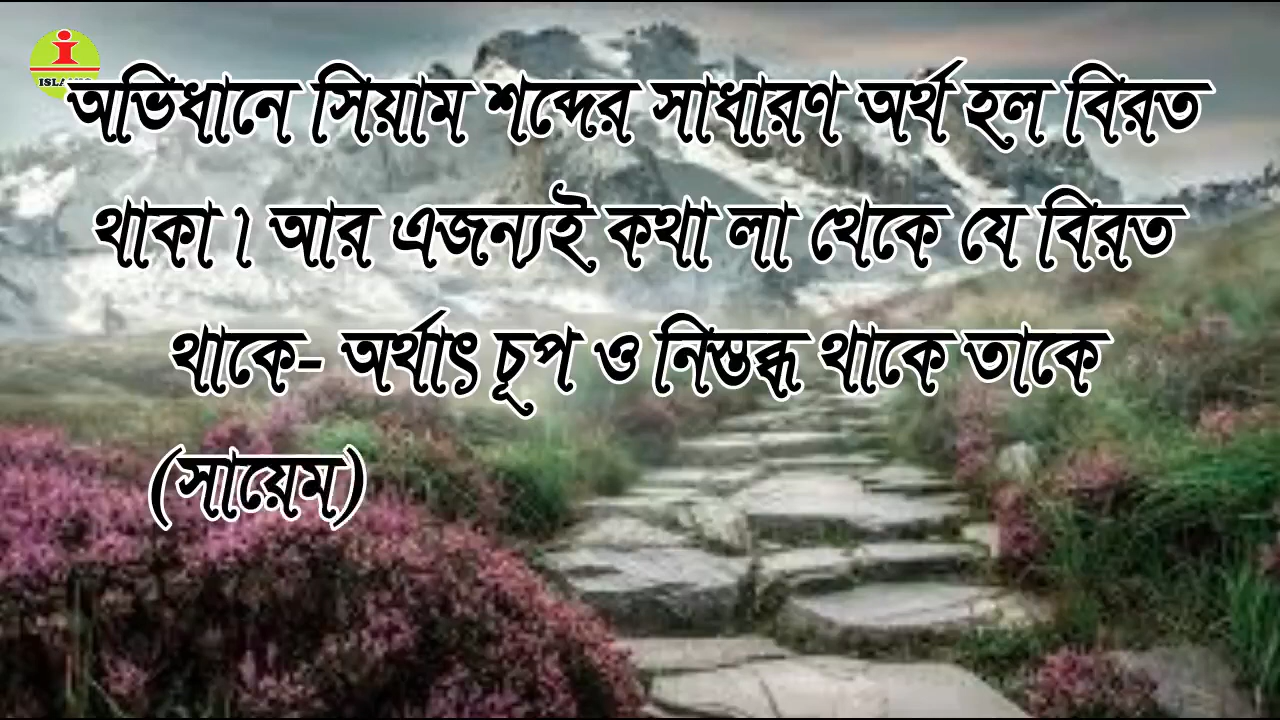 অভিধানে সিয়াম শব্দের সাধারণ অর্থ হল বিরত
থাকা। আর এজন্যই কথা লা থেকে যে বিরত
থাকে- অর্থাৎ চূপ ও নিস্তব্ধ থাকে তাকে
(সায়েম)